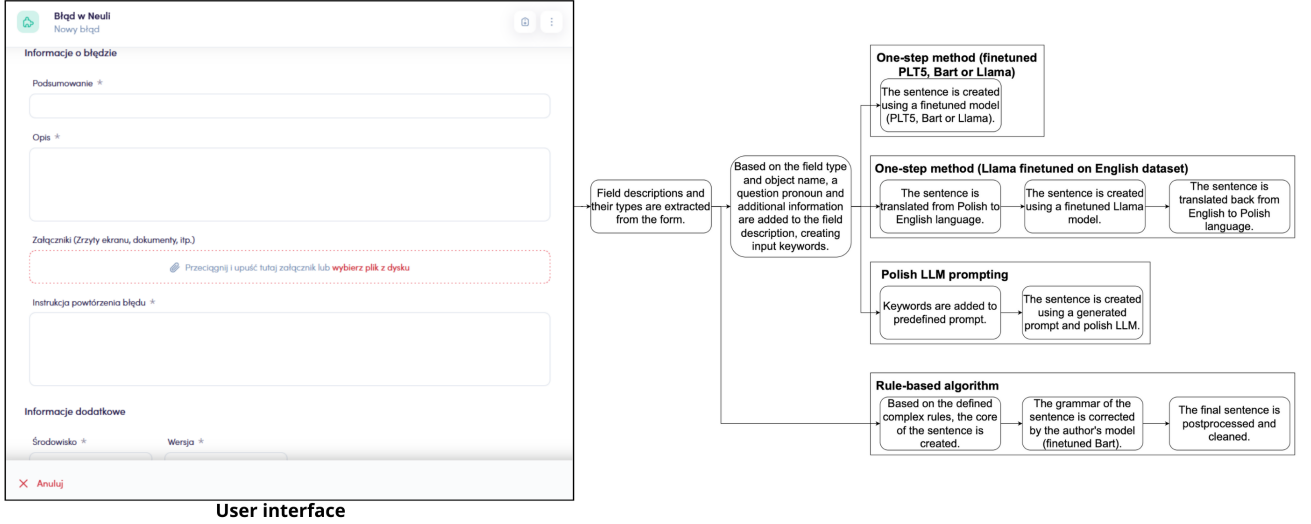 Błąd w Neuli
Nowy błąd
Informacje o błędzie
Podsumowanie *
Opis *
Załączniki (Zrzyty ekranu, dokumenty, itp.)
Przeciągnij i upuść tutaj załącznik lub wybierz plik z dysku
Instrukcja powtórzenia błędu *
Informacje dodatkowe
Środowisko *
Wersja *
Anuluj
User interface
Field descriptions and
their types are extracted
from the form.
Based on the field type
and object name, a
question pronoun and
additional information
are added to the field
description, creating
input keywords.
One-step method (finetuned
PLT5, Bart or Llama)
The sentence is created
using a finetuned model
(PLT5, Bart or Llama).
One-step method (Llama finetuned on English dataset)
The sentence is
translated from Polish to
English language.
The sentence is created
using a finetuned Llama
model.
The sentence is
translated back from
English to Polish
language.
Polish LLM prompting
Keywords are added to
predefined prompt.
The sentence is created
using a generated
prompt and polish LLM.
Rule-based algorithm
Based on the defined
complex rules, the core
of the sentence is
created.
The grammar of the
sentence is corrected
by the author's model
(finetuned Bart).
The final sentence is
postprocessed and
cleaned.